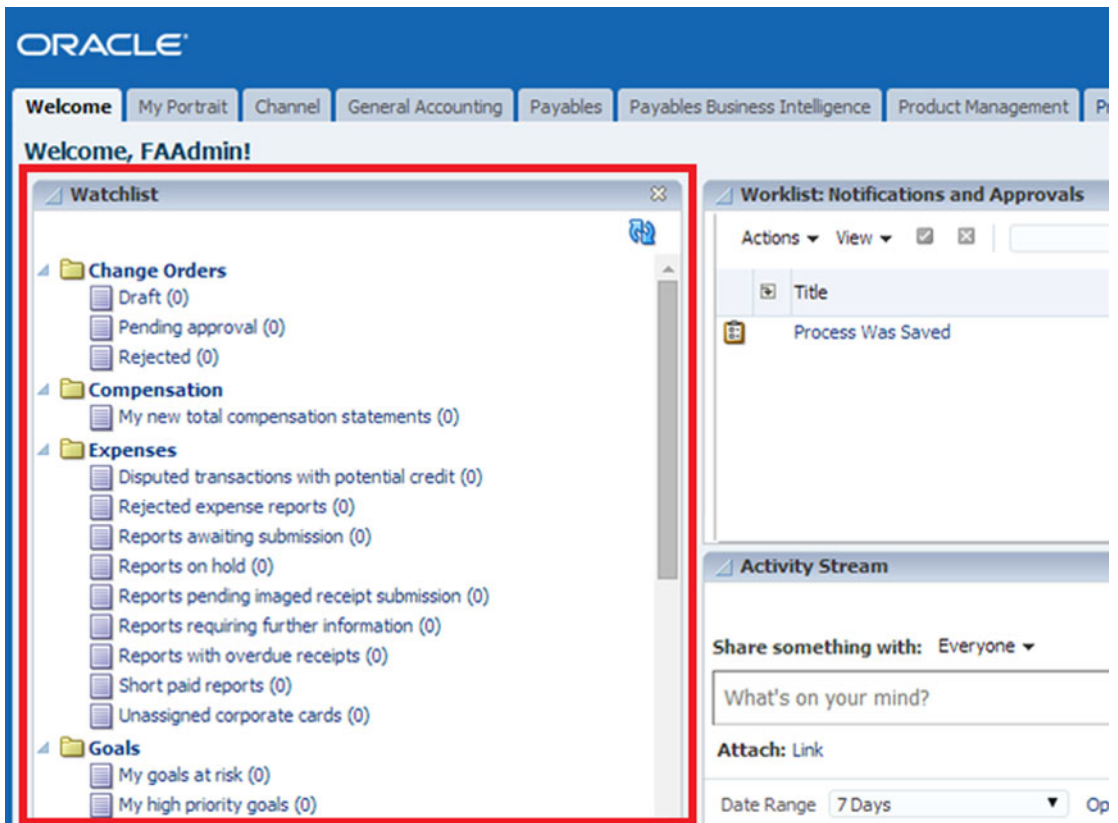 ORACLE
Welcome My Portrait Channel General Accounting Payables Payables Business Intelligence Product Management
Welcome, FAAdmin!
Watchlist
Change Orders
Draft (0)
Pending approval (0)
Rejected (0)
Compensation
My new total compensation statements (0)
Expenses
Disputed transactions with potential credit (0)
Rejected expense reports (0)
Reports awaiting submission (0)
Reports on hold (0)
Reports pending imaged receipt submission (0)
Reports requiring further information (0)
Reports with overdue receipts (0)
Short paid reports (0)
Unassigned corporate cards (0)
Goals
My goals at risk (0)
My high priority goals (0)
Worklist: Notifications and Approvals
Actions View
Title
Process Was Saved
Activity Stream
Share something with: Everyone
What's on your mind?
Attach: Link
Date Range 7 Days